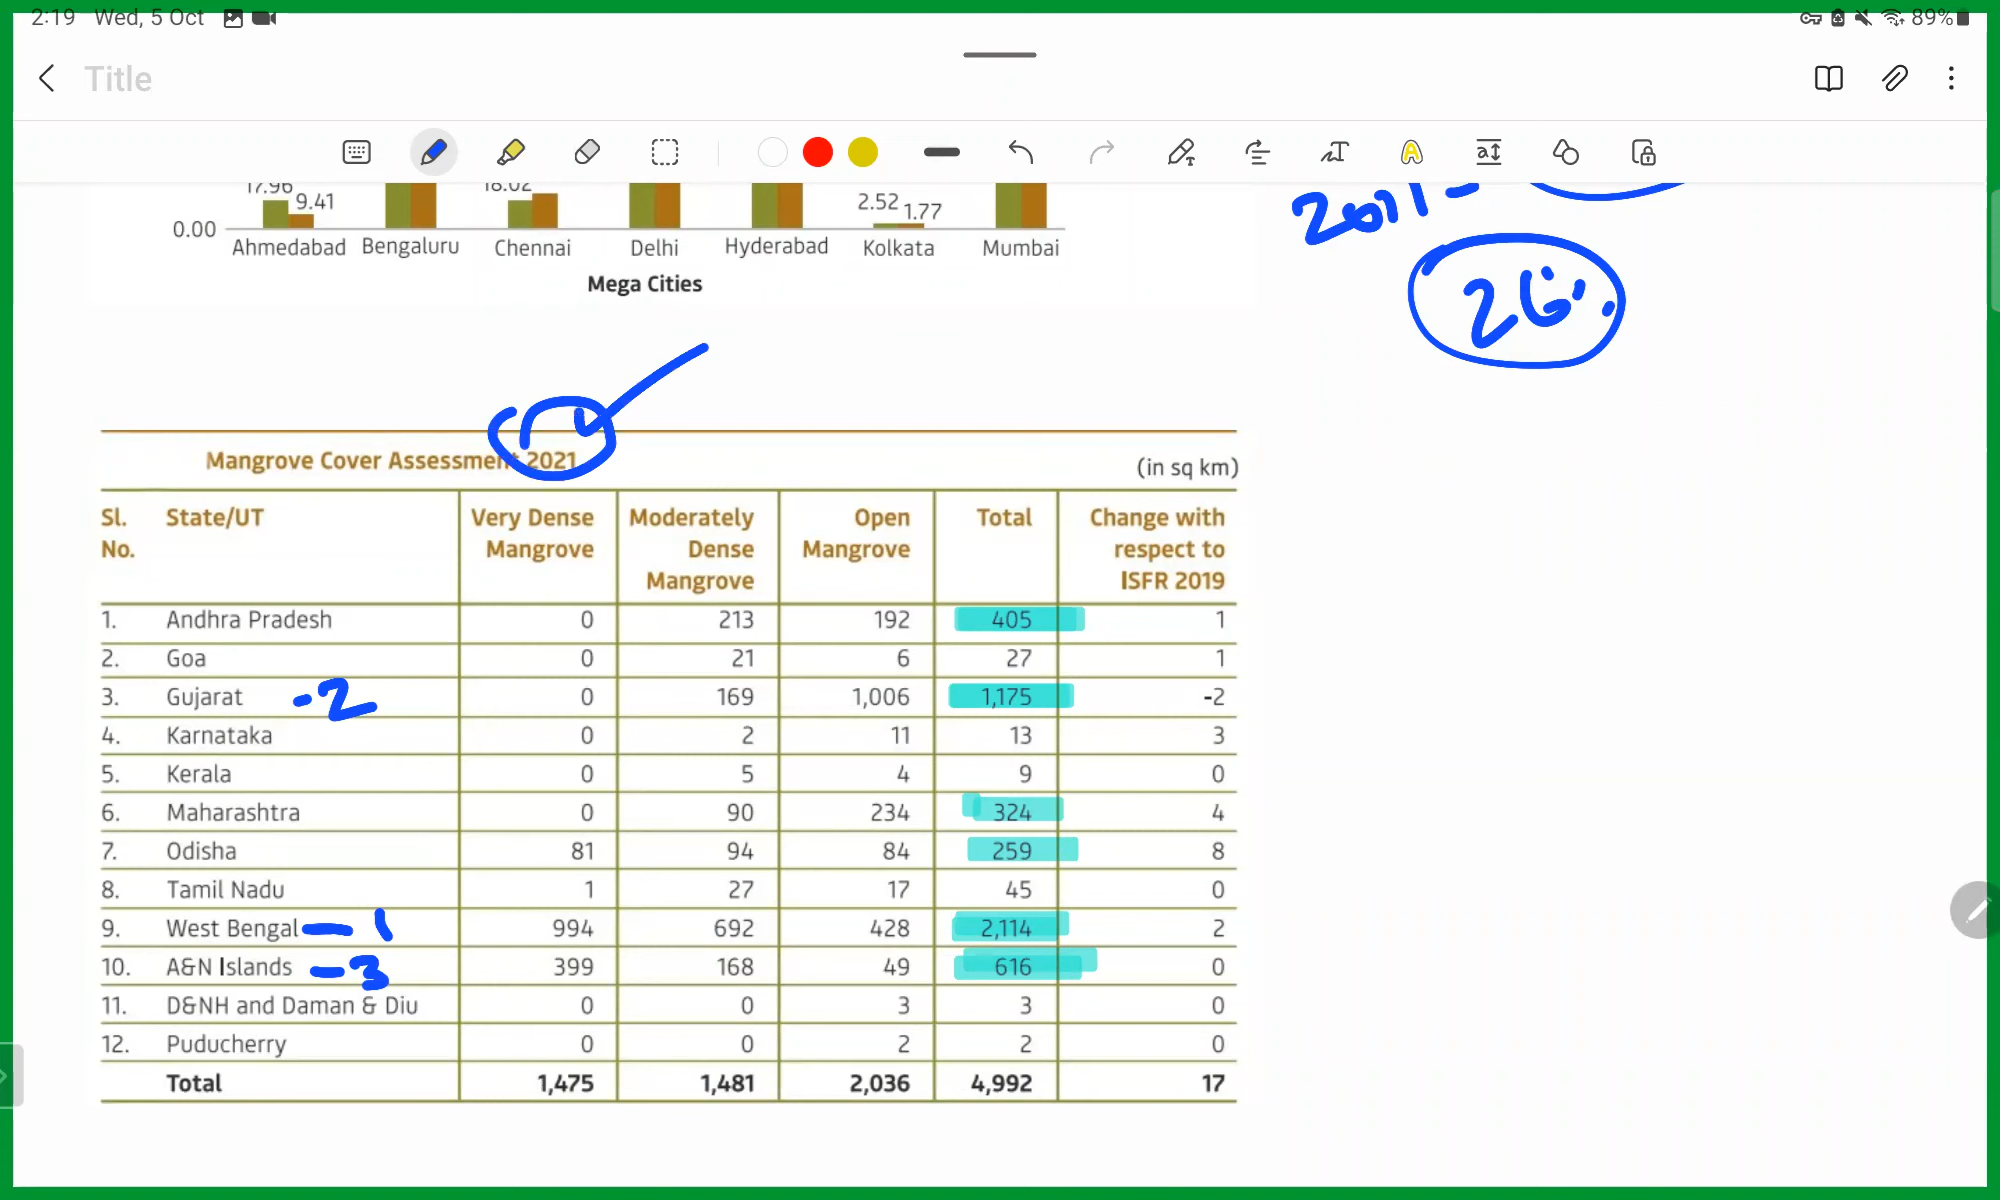 2:19 Wed, 5 Oct 89%
Title
17.96 9.41 18.02 2.52 1.77
0.00
Ahmedabad Bengaluru Chennai Delhi Hyderabad Kolkata Mumbai
Mega Cities
2011 -
26
Mangrove Cover Assessment 2021 (in sq km)
Sl. No. State/UT Very Dense Mangrove Moderately Dense Mangrove Open Mangrove Total Change with respect to ISFR 2019
1. Andhra Pradesh 0 213 192 405 1
2. Goa 0 21 6 27 1
3. Gujarat -2 0 169 1,006 1,175 -2
4. Karnataka 0 2 11 13 3
5. Kerala 0 5 4 9 0
6. Maharashtra 0 90 234 324 4
7. Odisha 81 94 84 259 8
8. Tamil Nadu 1 27 17 45 0
9. West Bengal — 1 994 692 428 2,114 2
10. A&N Islands — 3 399 168 49 616 0
11. D&NH and Daman & Diu 0 0 3 3 0
12. Puducherry 0 0 2 2 0
Total 1,475 1,481 2,036 4,992 17